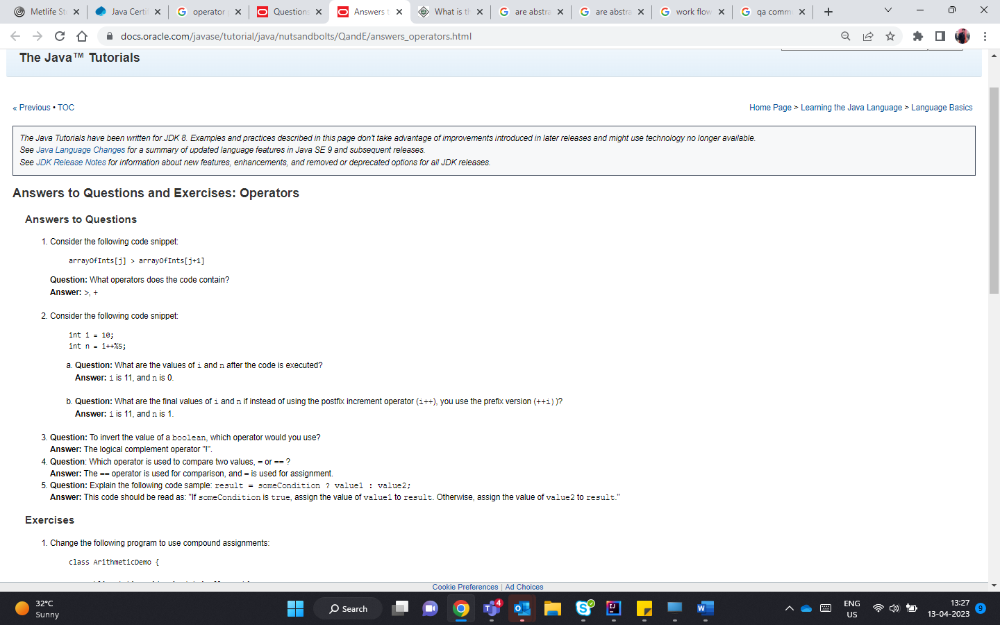 Metlife St
Java Certi
operator
Questions
Answers t
What is th
are abstra
are abstra
work flow
qa comm
docs.oracle.com/javase/tutorial/java/nutsandbolts/QandE/answers_operators.html
The Java™ Tutorials
« Previous • TOC
Home Page > Learning the Java Language > Language Basics
The Java Tutorials have been written for JDK 8. Examples and practices described in this page don't take advantage of improvements introduced in later releases and might use technology no longer available.
See Java Language Changes for a summary of updated language features in Java SE 9 and subsequent releases.
See JDK Release Notes for information about new features, enhancements, and removed or deprecated options for all JDK releases.
Answers to Questions and Exercises: Operators
Answers to Questions
1. Consider the following code snippet:
arrayOfInts[j] > arrayOfInts[j+1]
Question: What operators does the code contain?
Answer: >, +
2. Consider the following code snippet:
int i = 10;
int n = i++%5;
a. Question: What are the values of i and n after the code is executed?
Answer: i is 11, and n is 0.
b. Question: What are the final values of i and n if instead of using the postfix increment operator (i++), you use the prefix version (++i))?
Answer: i is 11, and n is 1.
3. Question: To invert the value of a boolean, which operator would you use?
Answer: The logical complement operator "!".
4. Question: Which operator is used to compare two values, = or == ?
Answer: The == operator is used for comparison, and = is used for assignment.
5. Question: Explain the following code sample: result = someCondition ? value1 : value2;
Answer: This code should be read as: "If someCondition is true, assign the value of value1 to result. Otherwise, assign the value of value2 to result."
Exercises
1. Change the following program to use compound assignments:
class ArithmeticDemo {
Cookie Preferences | Ad Choices
32°C
Sunny
Search
4
ENG
US
13:27
13-04-2023
9